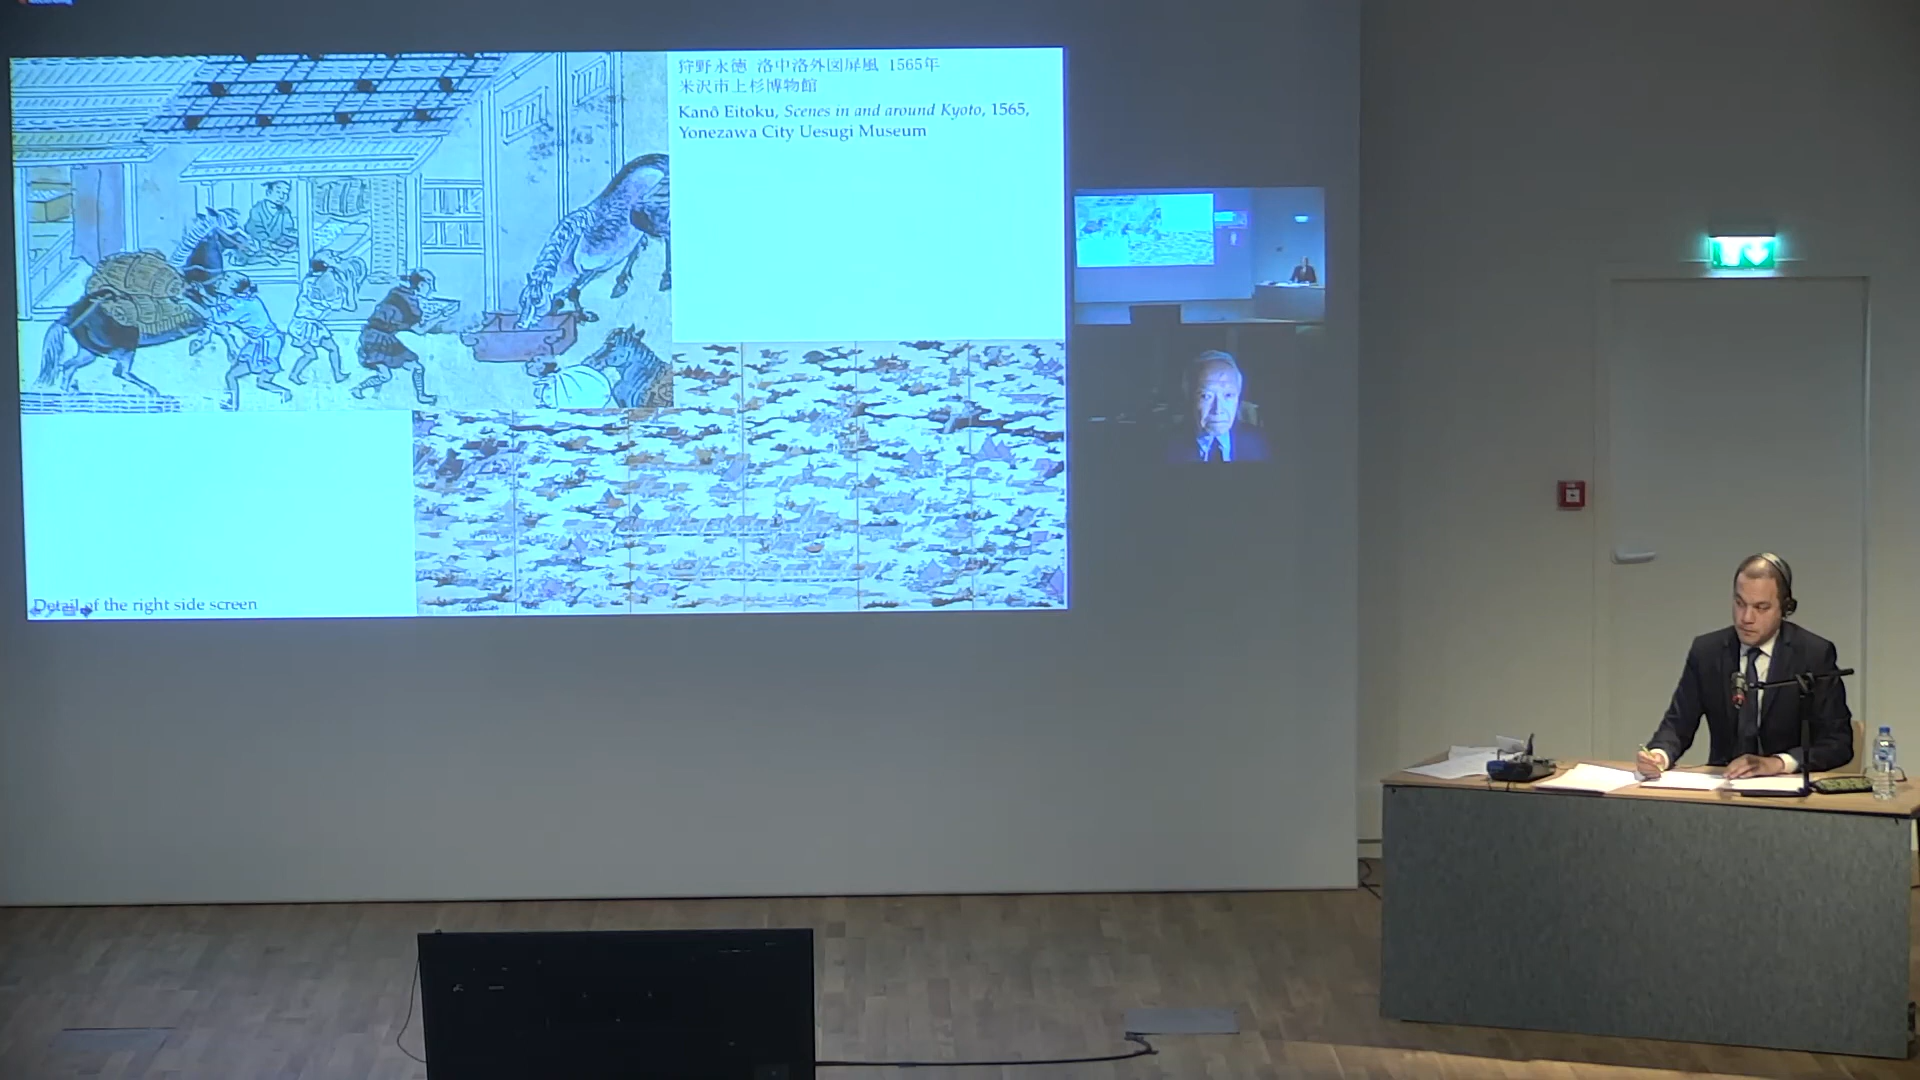 狩野永徳 洛中洛外図屏風 1565年
米沢市上杉博物館
Kanô Eitoku, Scenes in and around Kyoto, 1565,
Yonezawa City Uesugi Museum
Detail of the right side screen